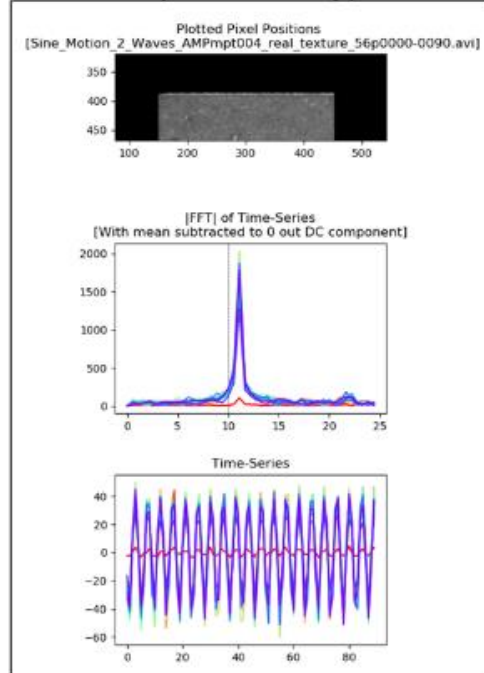 Plotted Pixel Positions
[Sine_Motion_2_Waves_AMPmpt004_real_texture_56p0000-0090.avi]
350
400
450
100 200 300 400 500
|FFT| of Time-Series
[With mean subtracted to 0 out DC component]
2000
1500
1000
500
0
0 5 10 15 20 25
Time-Series
40
20
0
−20
−40
−60
0 20 40 60 80